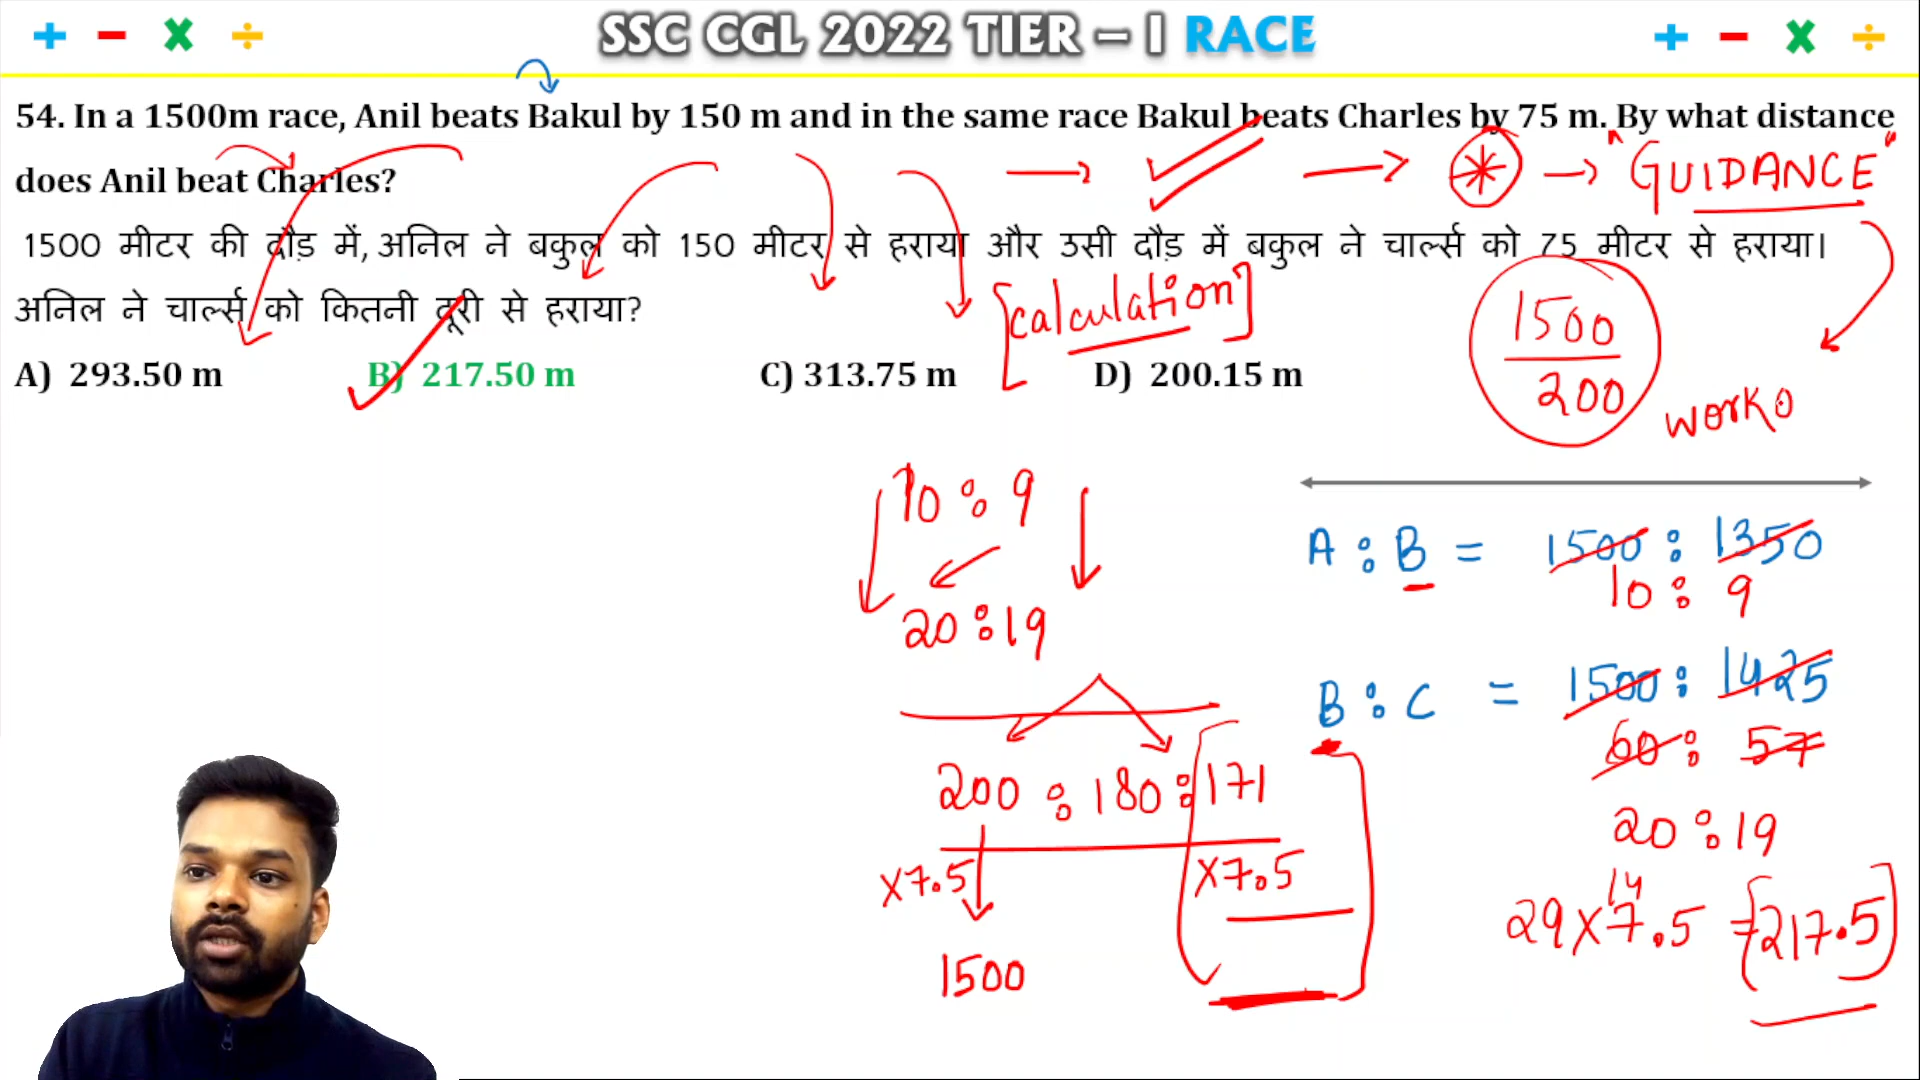 SSC CGL 2022 TIER – I RACE
54. In a 1500m race, Anil beats Bakul by 150 m and in the same race Bakul beats Charles by 75 m. By what distance
does Anil beat Charles?
"GUIDANCE"
1500 मीटर की दौड़ में, अनिल ने बकुल को 150 मीटर से हराया और उसी दौड़ में बकुल ने चार्ल्स को 75 मीटर से हराया।
अनिल ने चार्ल्स को कितनी दूरी से हराया?
[calculation]
1500
200
A) 293.50 m B) 217.50 m C) 313.75 m D) 200.15 m
worko
10 : 9
20 : 19
200 : 180 : 171
×7.5 ×7.5
1500
A : B = 1500 : 1350
10 : 9
B : C = 1500 : 1425
60 : 57
20 : 19
14
29×7.5 = 217.5